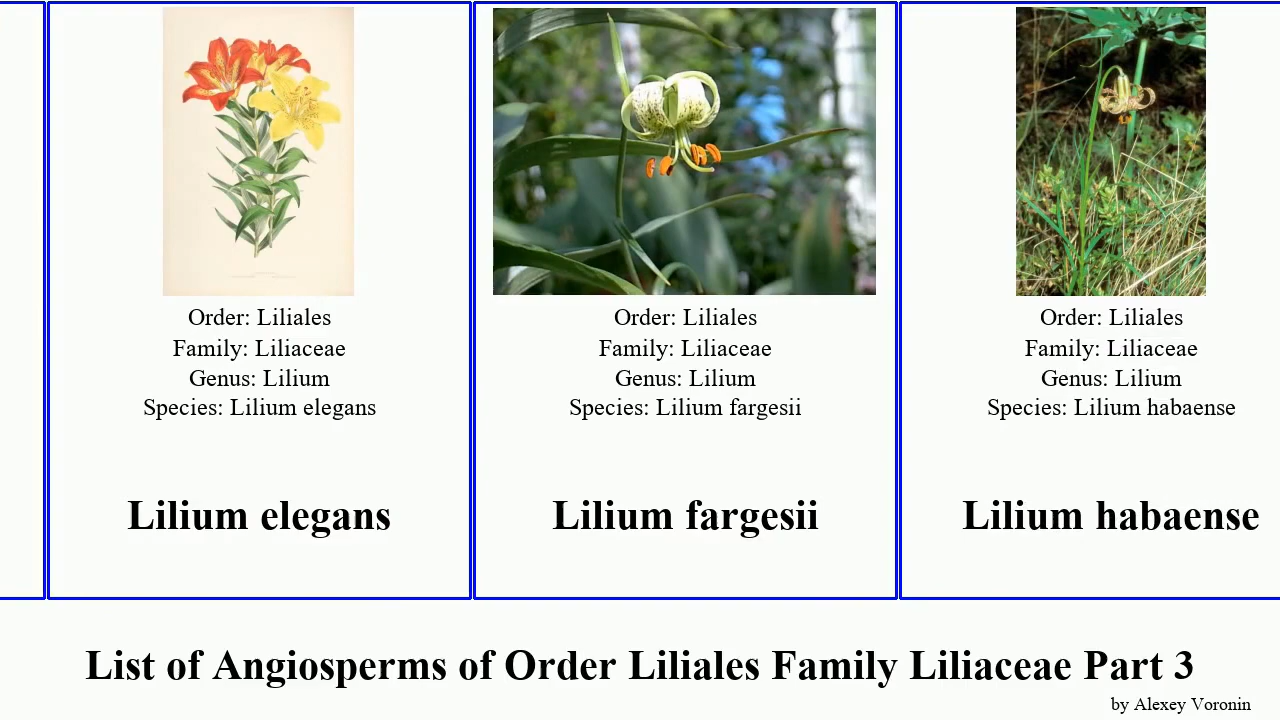 Order: Liliales
Family: Liliaceae
Genus: Lilium
Species: Lilium elegans
Lilium elegans
Order: Liliales
Family: Liliaceae
Genus: Lilium
Species: Lilium fargesii
Lilium fargesii
Order: Liliales
Family: Liliaceae
Genus: Lilium
Species: Lilium habaense
Lilium habaense
List of Angiosperms of Order Liliales Family Liliaceae Part 3
by Alexey Voronin